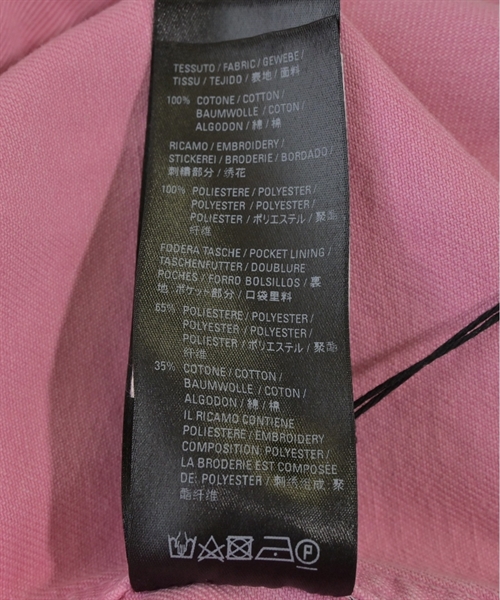 TESSUTO / FABRIC / GEWEBE /
TISSU / TEJIDO / 表地 / 面料
100% COTONE / COTTON /
BAUMWOLLE / COTON /
ALGODON / 綿 / 棉
RICAMO / EMBROIDERY /
STICKEREI / BRODERIE / BORDADO /
刺繍部分 / 绣花
100% POLIESTERE / POLYESTER /
POLYESTER / POLYESTER /
POLIESTER / ポリエステル / 聚酯
纤维
FODERA TASCHE / POCKET LINING /
TASCHENFUTTER / DOUBLURE
POCHES / FORRO BOLSILLOS / 裏
地: ポケット部分 / 口袋里料
65% POLIESTERE / POLYESTER /
POLYESTER / POLYESTER /
POLIESTER / ポリエステル / 聚酯
纤维
35% COTONE / COTTON /
BAUMWOLLE / COTON /
ALGODON / 綿 / 棉
IL RICAMO CONTIENE
POLIESTERE / EMBROIDERY
COMPOSITION: POLYESTER /
LA BRODERIE EST COMPOSÉE
DE: POLYESTER / 刺绣组成: 聚
酯纤维
P